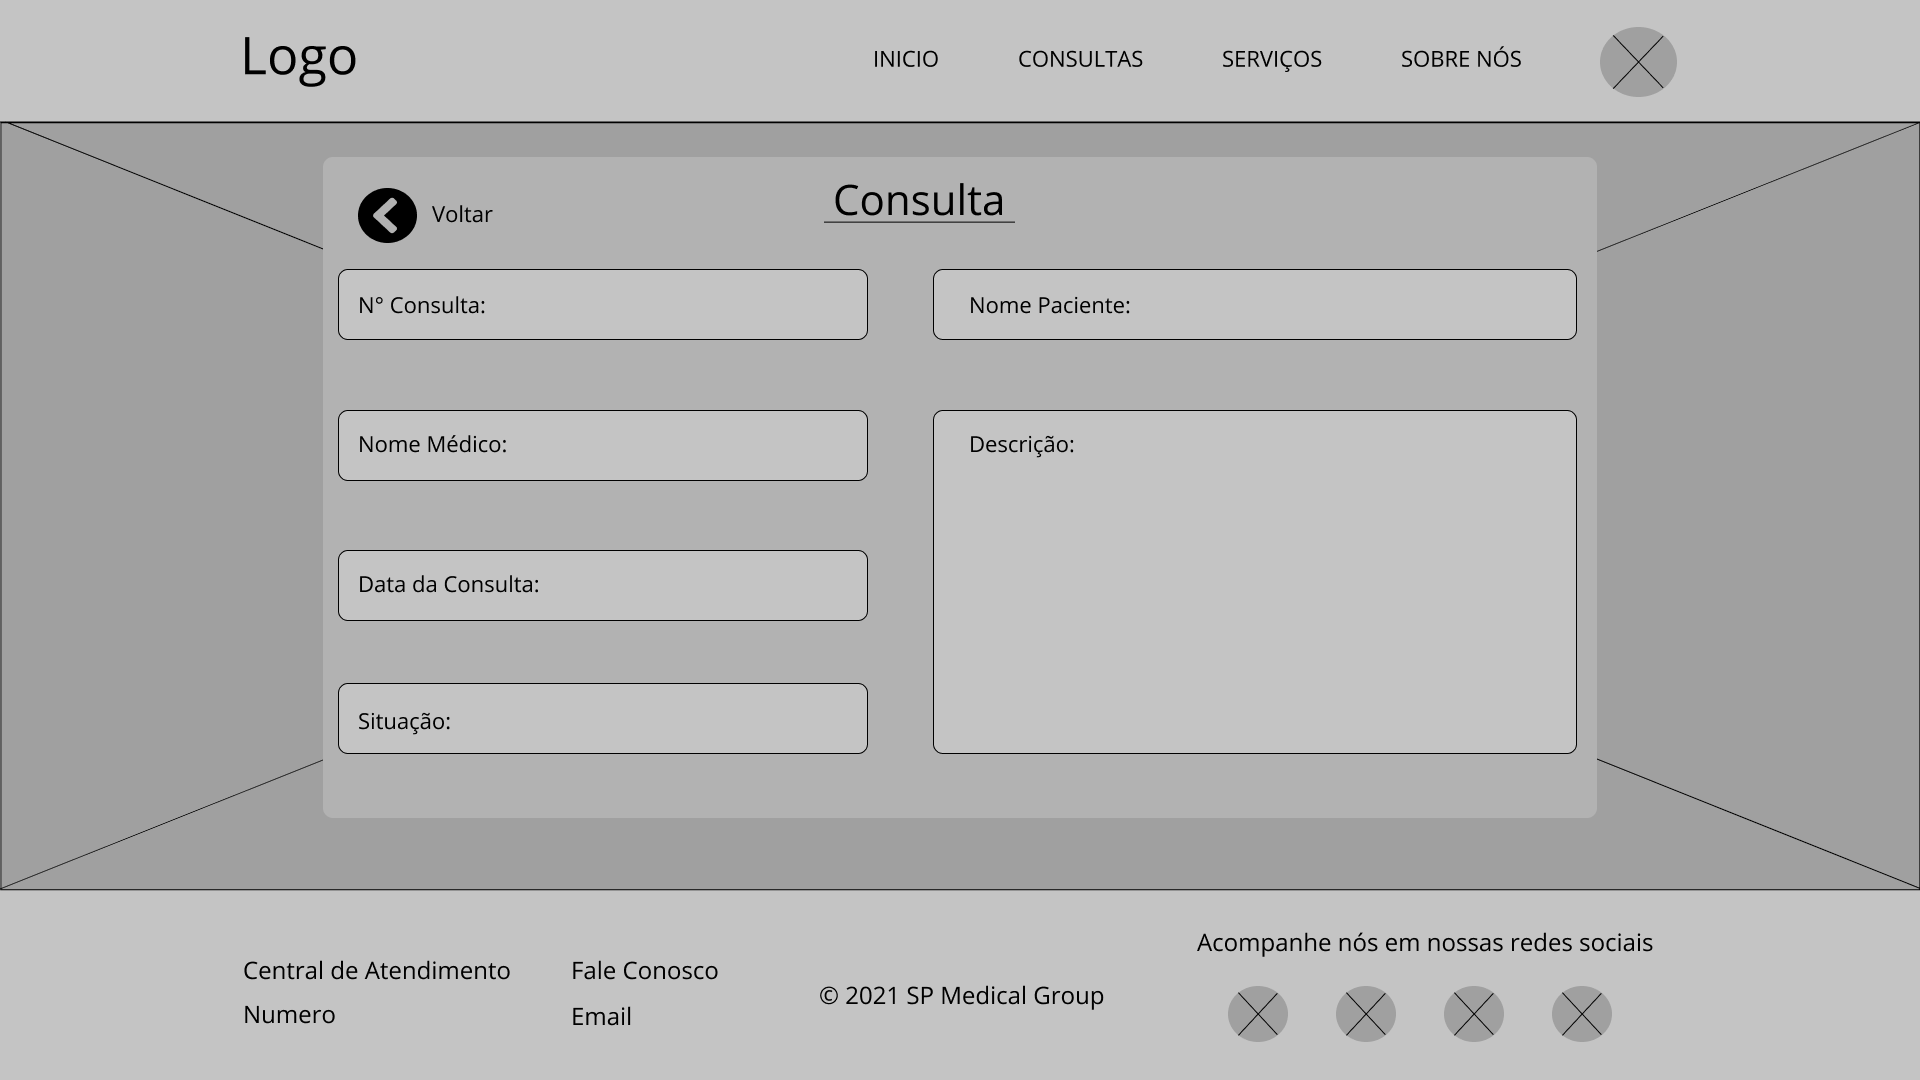 Logo
INICIO
CONSULTAS
SERVIÇOS
SOBRE NÓS
Voltar
Consulta
N° Consulta:
Nome Paciente:
Nome Médico:
Descrição:
Data da Consulta:
Situação:
Central de Atendimento
Numero
Fale Conosco
Email
© 2021 SP Medical Group
Acompanhe nós em nossas redes sociais